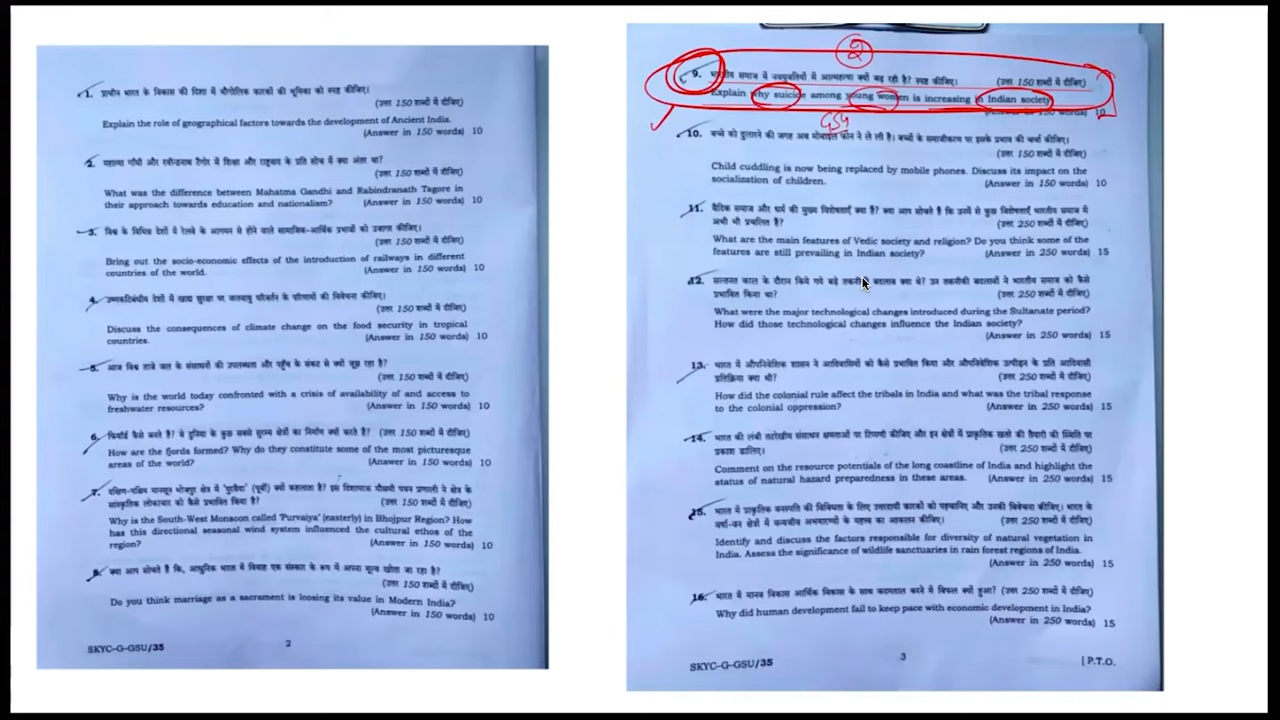 1. प्राचीन भारत के विकास की दिशा में भौगोलिक कारकों की भूमिका को स्पष्ट कीजिए।
(उत्तर 150 शब्दों में दीजिए)
Explain the role of geographical factors towards the development of Ancient India.
(Answer in 150 words) 10
2. महात्मा गाँधी और रवीन्द्रनाथ टैगोर में शिक्षा और राष्ट्रवाद के प्रति सोच में क्या अंतर था?
(उत्तर 150 शब्दों में दीजिए)
What was the difference between Mahatma Gandhi and Rabindranath Tagore in
their approach towards education and nationalism? (Answer in 150 words) 10
3. विश्व के विभिन्न देशों में रेलवे के आगमन से होने वाले सामाजिक-आर्थिक प्रभावों को उजागर कीजिए।
(उत्तर 150 शब्दों में दीजिए)
Bring out the socio-economic effects of the introduction of railways in different
countries of the world. (Answer in 150 words) 10
4. उष्णकटिबंधीय देशों में खाद्य सुरक्षा पर जलवायु परिवर्तन के परिणामों की विवेचना कीजिए।
(उत्तर 150 शब्दों में दीजिए)
Discuss the consequences of climate change on the food security in tropical
countries. (Answer in 150 words) 10
5. आज विश्व ताजे जल के संसाधनों की उपलब्धता और पहुँच के संकट से क्यों जूझ रहा है?
(उत्तर 150 शब्दों में दीजिए)
Why is the world today confronted with a crisis of availability of and access to
freshwater resources? (Answer in 150 words) 10
6. फियॉर्ड कैसे बनते हैं? वे दुनिया के कुछ सबसे सुरम्य क्षेत्रों का निर्माण क्यों करते हैं? (उत्तर 150 शब्दों में दीजिए)
How are the fjords formed? Why do they constitute some of the most picturesque
areas of the world? (Answer in 150 words) 10
7. दक्षिण-पश्चिम मानसून भोजपुर क्षेत्र में 'पुरवैया' (पूर्वी) क्यों कहलाता है? इस दिशापरक मौसमी पवन प्रणाली ने क्षेत्र के
सांस्कृतिक लोकाचार को कैसे प्रभावित किया है? (उत्तर 150 शब्दों में दीजिए)
Why is the South-West Monsoon called 'Purvaiya' (easterly) in Bhojpur Region? How
has this directional seasonal wind system influenced the cultural ethos of the
region? (Answer in 150 words) 10
8. क्या आप सोचते हैं कि, आधुनिक भारत में विवाह एक संस्कार के रूप में अपना मूल्य खोता जा रहा है?
(उत्तर 150 शब्दों में दीजिए)
Do you think marriage as a sacrament is loosing its value in Modern India?
(Answer in 150 words) 10
SKYC-G-GSU/35 2
9. भारतीय समाज में नवयुवतियों में आत्महत्या क्यों बढ़ रही है? स्पष्ट कीजिए। (उत्तर 150 शब्दों में दीजिए)
Explain why suicide among young women is increasing in Indian society
10
10. बच्चे को दुलारने की जगह अब मोबाइल फोन ने ले ली है। बच्चों के समाजीकरण पर इसके प्रभाव की चर्चा कीजिए।
(उत्तर 150 शब्दों में दीजिए)
Child cuddling is now being replaced by mobile phones. Discuss its impact on the
socialization of children. (Answer in 150 words) 10
11. वैदिक समाज और धर्म की मुख्य विशेषताएँ क्या हैं? क्या आप सोचते हैं कि उनमें से कुछ विशेषताएँ भारतीय समाज में
अभी भी प्रचलित हैं? (उत्तर 250 शब्दों में दीजिए)
What are the main features of Vedic society and religion? Do you think some of the
features are still prevailing in Indian society? (Answer in 250 words) 15
12. सल्तनत काल के दौरान किये गये बड़े तकनीकी बदलाव क्या थे? उन तकनीकी बदलावों ने भारतीय समाज को कैसे
प्रभावित किया था? (उत्तर 250 शब्दों में दीजिए)
What were the major technological changes introduced during the Sultanate period?
How did those technological changes influence the Indian society?
(Answer in 250 words) 15
13. भारत में औपनिवेशिक शासन ने आदिवासियों को कैसे प्रभावित किया और औपनिवेशिक उत्पीड़न के प्रति आदिवासी
प्रतिक्रिया क्या थी? (उत्तर 250 शब्दों में दीजिए)
How did the colonial rule affect the tribals in India and what was the tribal response
to the colonial oppression? (Answer in 250 words) 15
14. भारत की लंबी तटरेखीय संसाधन क्षमताओं पर टिप्पणी कीजिए और इन क्षेत्रों में प्राकृतिक खतरे की तैयारी की स्थिति पर
प्रकाश डालिए। (उत्तर 250 शब्दों में दीजिए)
Comment on the resource potentials of the long coastline of India and highlight the
status of natural hazard preparedness in these areas. (Answer in 250 words) 15
15. भारत में प्राकृतिक वनस्पति की विविधता के लिए उत्तरदायी कारकों को पहचानिए और उनकी विवेचना कीजिए। भारत के
वर्षा-वन क्षेत्रों में वन्यजीव अभयारण्यों के महत्त्व का आकलन कीजिए। (उत्तर 250 शब्दों में दीजिए)
Identify and discuss the factors responsible for diversity of natural vegetation in
India. Assess the significance of wildlife sanctuaries in rain forest regions of India.
(Answer in 250 words) 15
16. भारत में मानव विकास आर्थिक विकास के साथ कदमताल करने में विफल क्यों हुआ? (उत्तर 250 शब्दों में दीजिए)
Why did human development fail to keep pace with economic development in India?
(Answer in 250 words) 15
SKYC-G-GSU/35 3 [P.T.O.